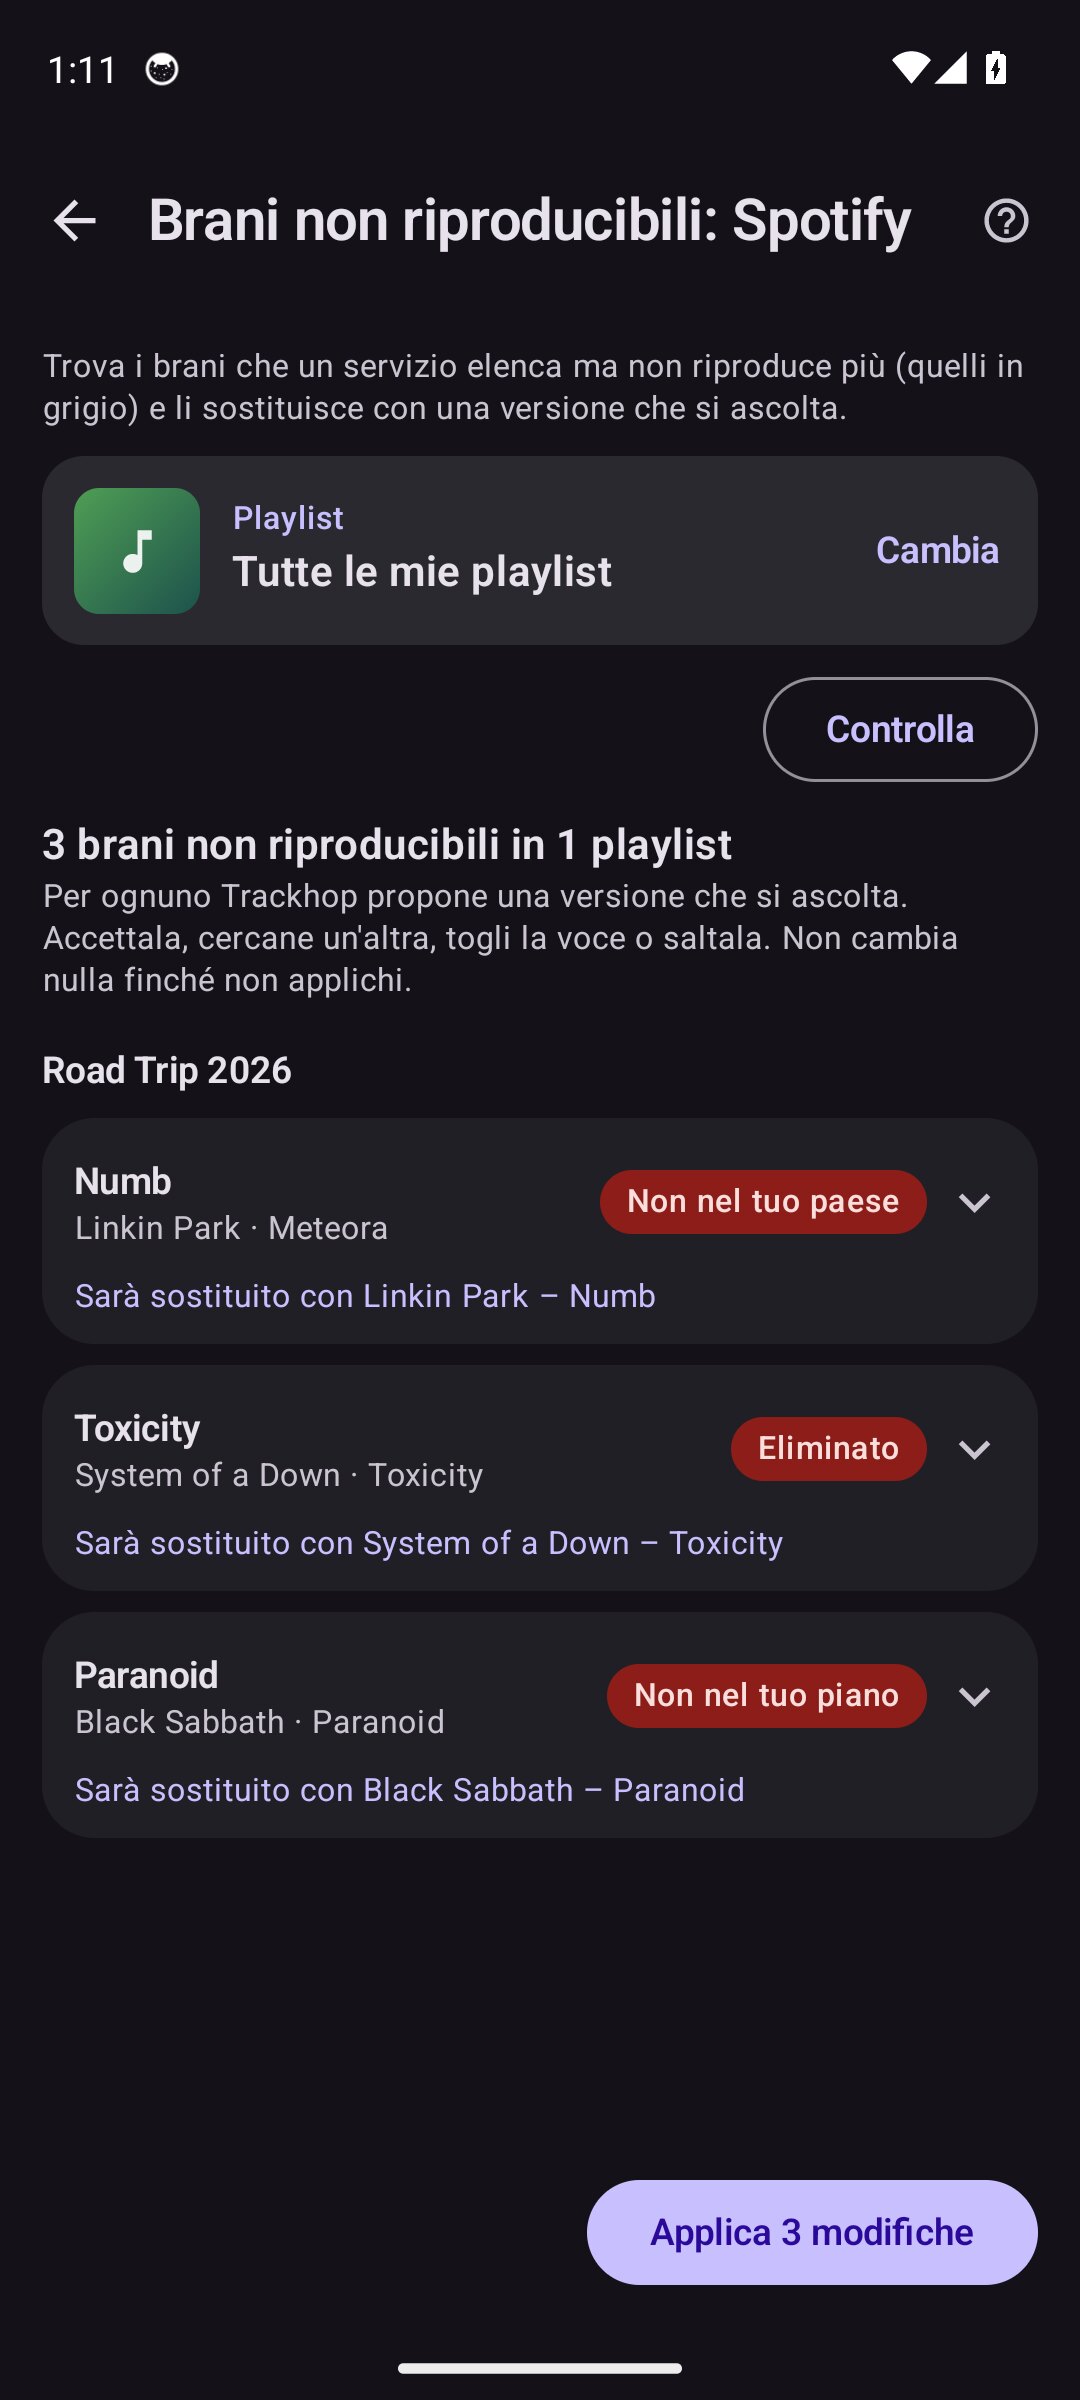 1:11
Brani non riproducibili: Spotify
Trova i brani che un servizio elenca ma non riproduce più (quelli in
grigio) e li sostituisce con una versione che si ascolta.
Playlist
Tutte le mie playlist
Cambia
Controlla
3 brani non riproducibili in 1 playlist
Per ognuno Trackhop propone una versione che si ascolta.
Accettala, cercane un'altra, togli la voce o saltala. Non cambia
nulla finché non applichi.
Road Trip 2026
Numb
Linkin Park · Meteora
Non nel tuo paese
Sarà sostituito con Linkin Park – Numb
Toxicity
System of a Down · Toxicity
Eliminato
Sarà sostituito con System of a Down – Toxicity
Paranoid
Black Sabbath · Paranoid
Non nel tuo piano
Sarà sostituito con Black Sabbath – Paranoid
Applica 3 modifiche